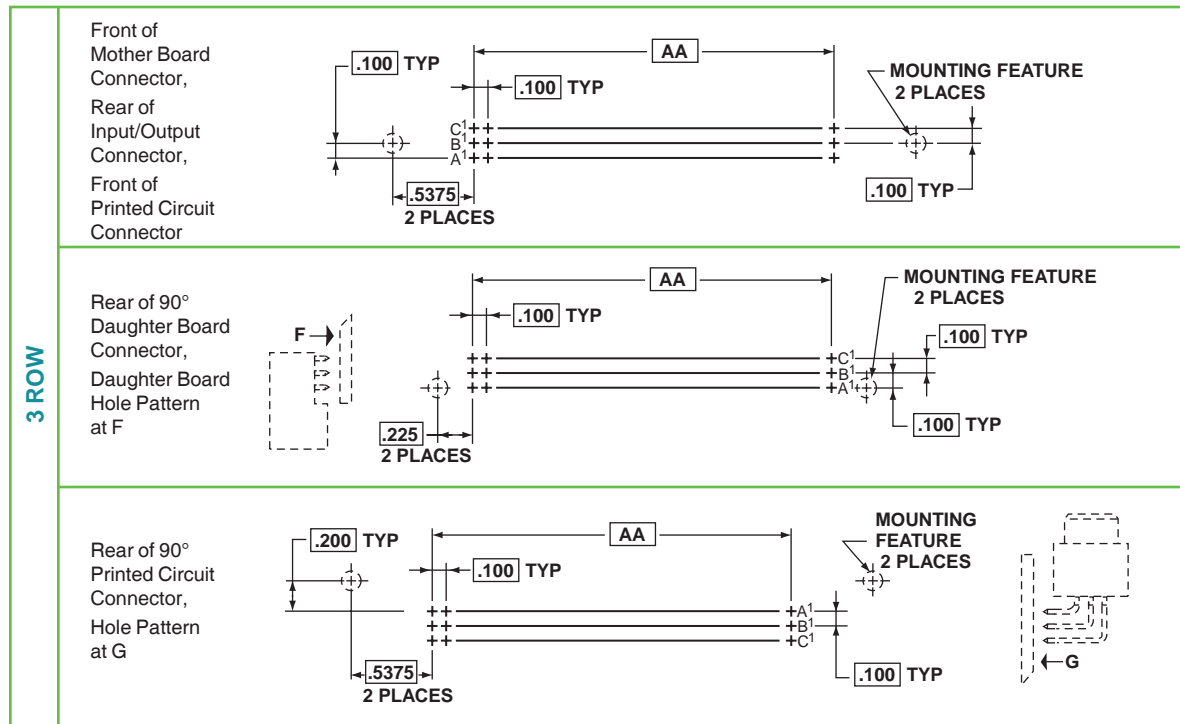 3 ROW
Front of
Mother Board
Connector,
Rear of
Input/Output
Connector,
Front of
Printed Circuit
Connector
.100 TYP
AA
.100 TYP
MOUNTING FEATURE
2 PLACES
C1
B1
A1
.5375
2 PLACES
.100 TYP
Rear of 90°
Daughter Board
Connector,
Daughter Board
Hole Pattern
at F
F
AA
.100 TYP
MOUNTING FEATURE
2 PLACES
.100 TYP
C1
B1
A1
.225
2 PLACES
.100 TYP
Rear of 90°
Printed Circuit
Connector,
Hole Pattern
at G
.200 TYP
AA
.100 TYP
MOUNTING
FEATURE
2 PLACES
A1
B1
C1
.5375
2 PLACES
.100 TYP
G